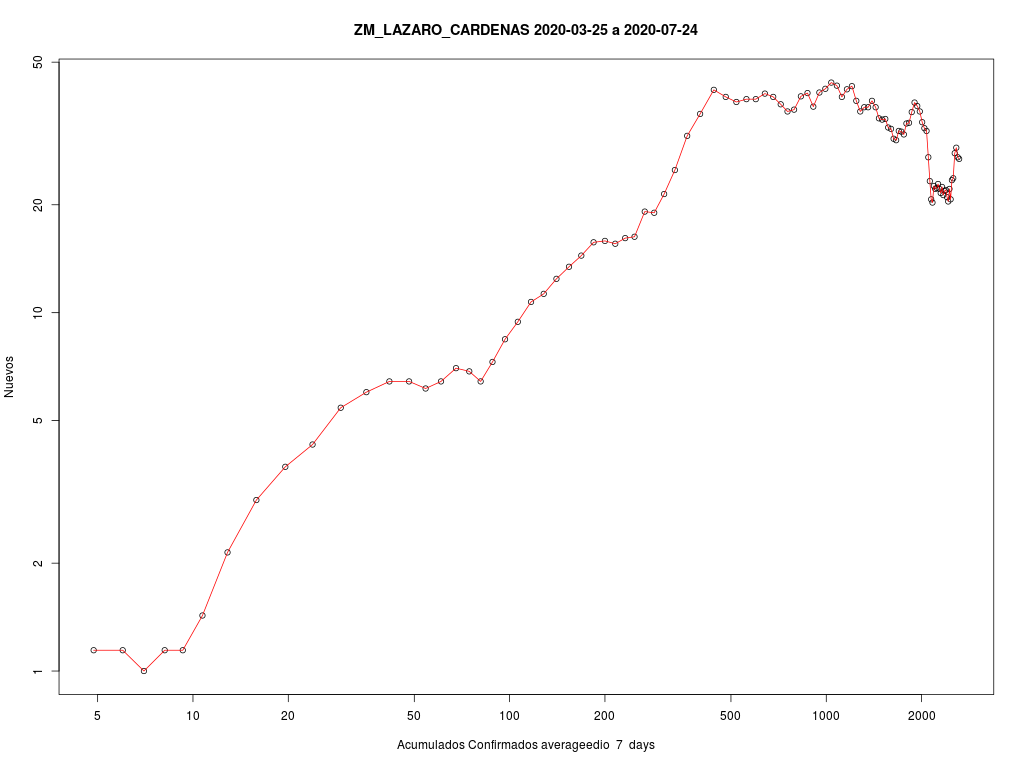 ZM_LAZARO_CARDENAS 2020-03-25 a 2020-07-24
50
20
10
5
2
1
Nuevos
5 10 20 50 100 200 500 1000 2000
Acumulados Confirmados averageedio 7 days